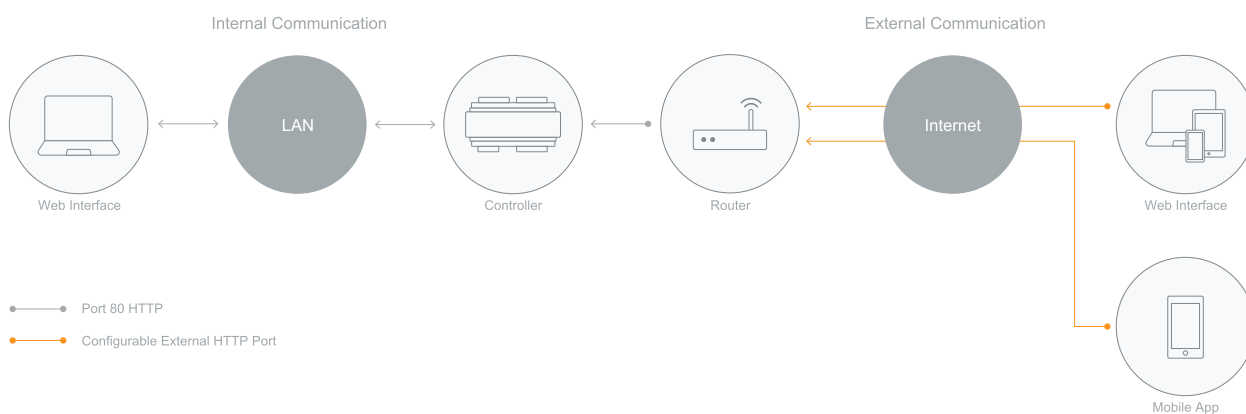 Internal Communication
External Communication
LAN
Internet
Web Interface
Controller
Router
Web Interface
Port 80 HTTP
Configurable External HTTP Port
Mobile App